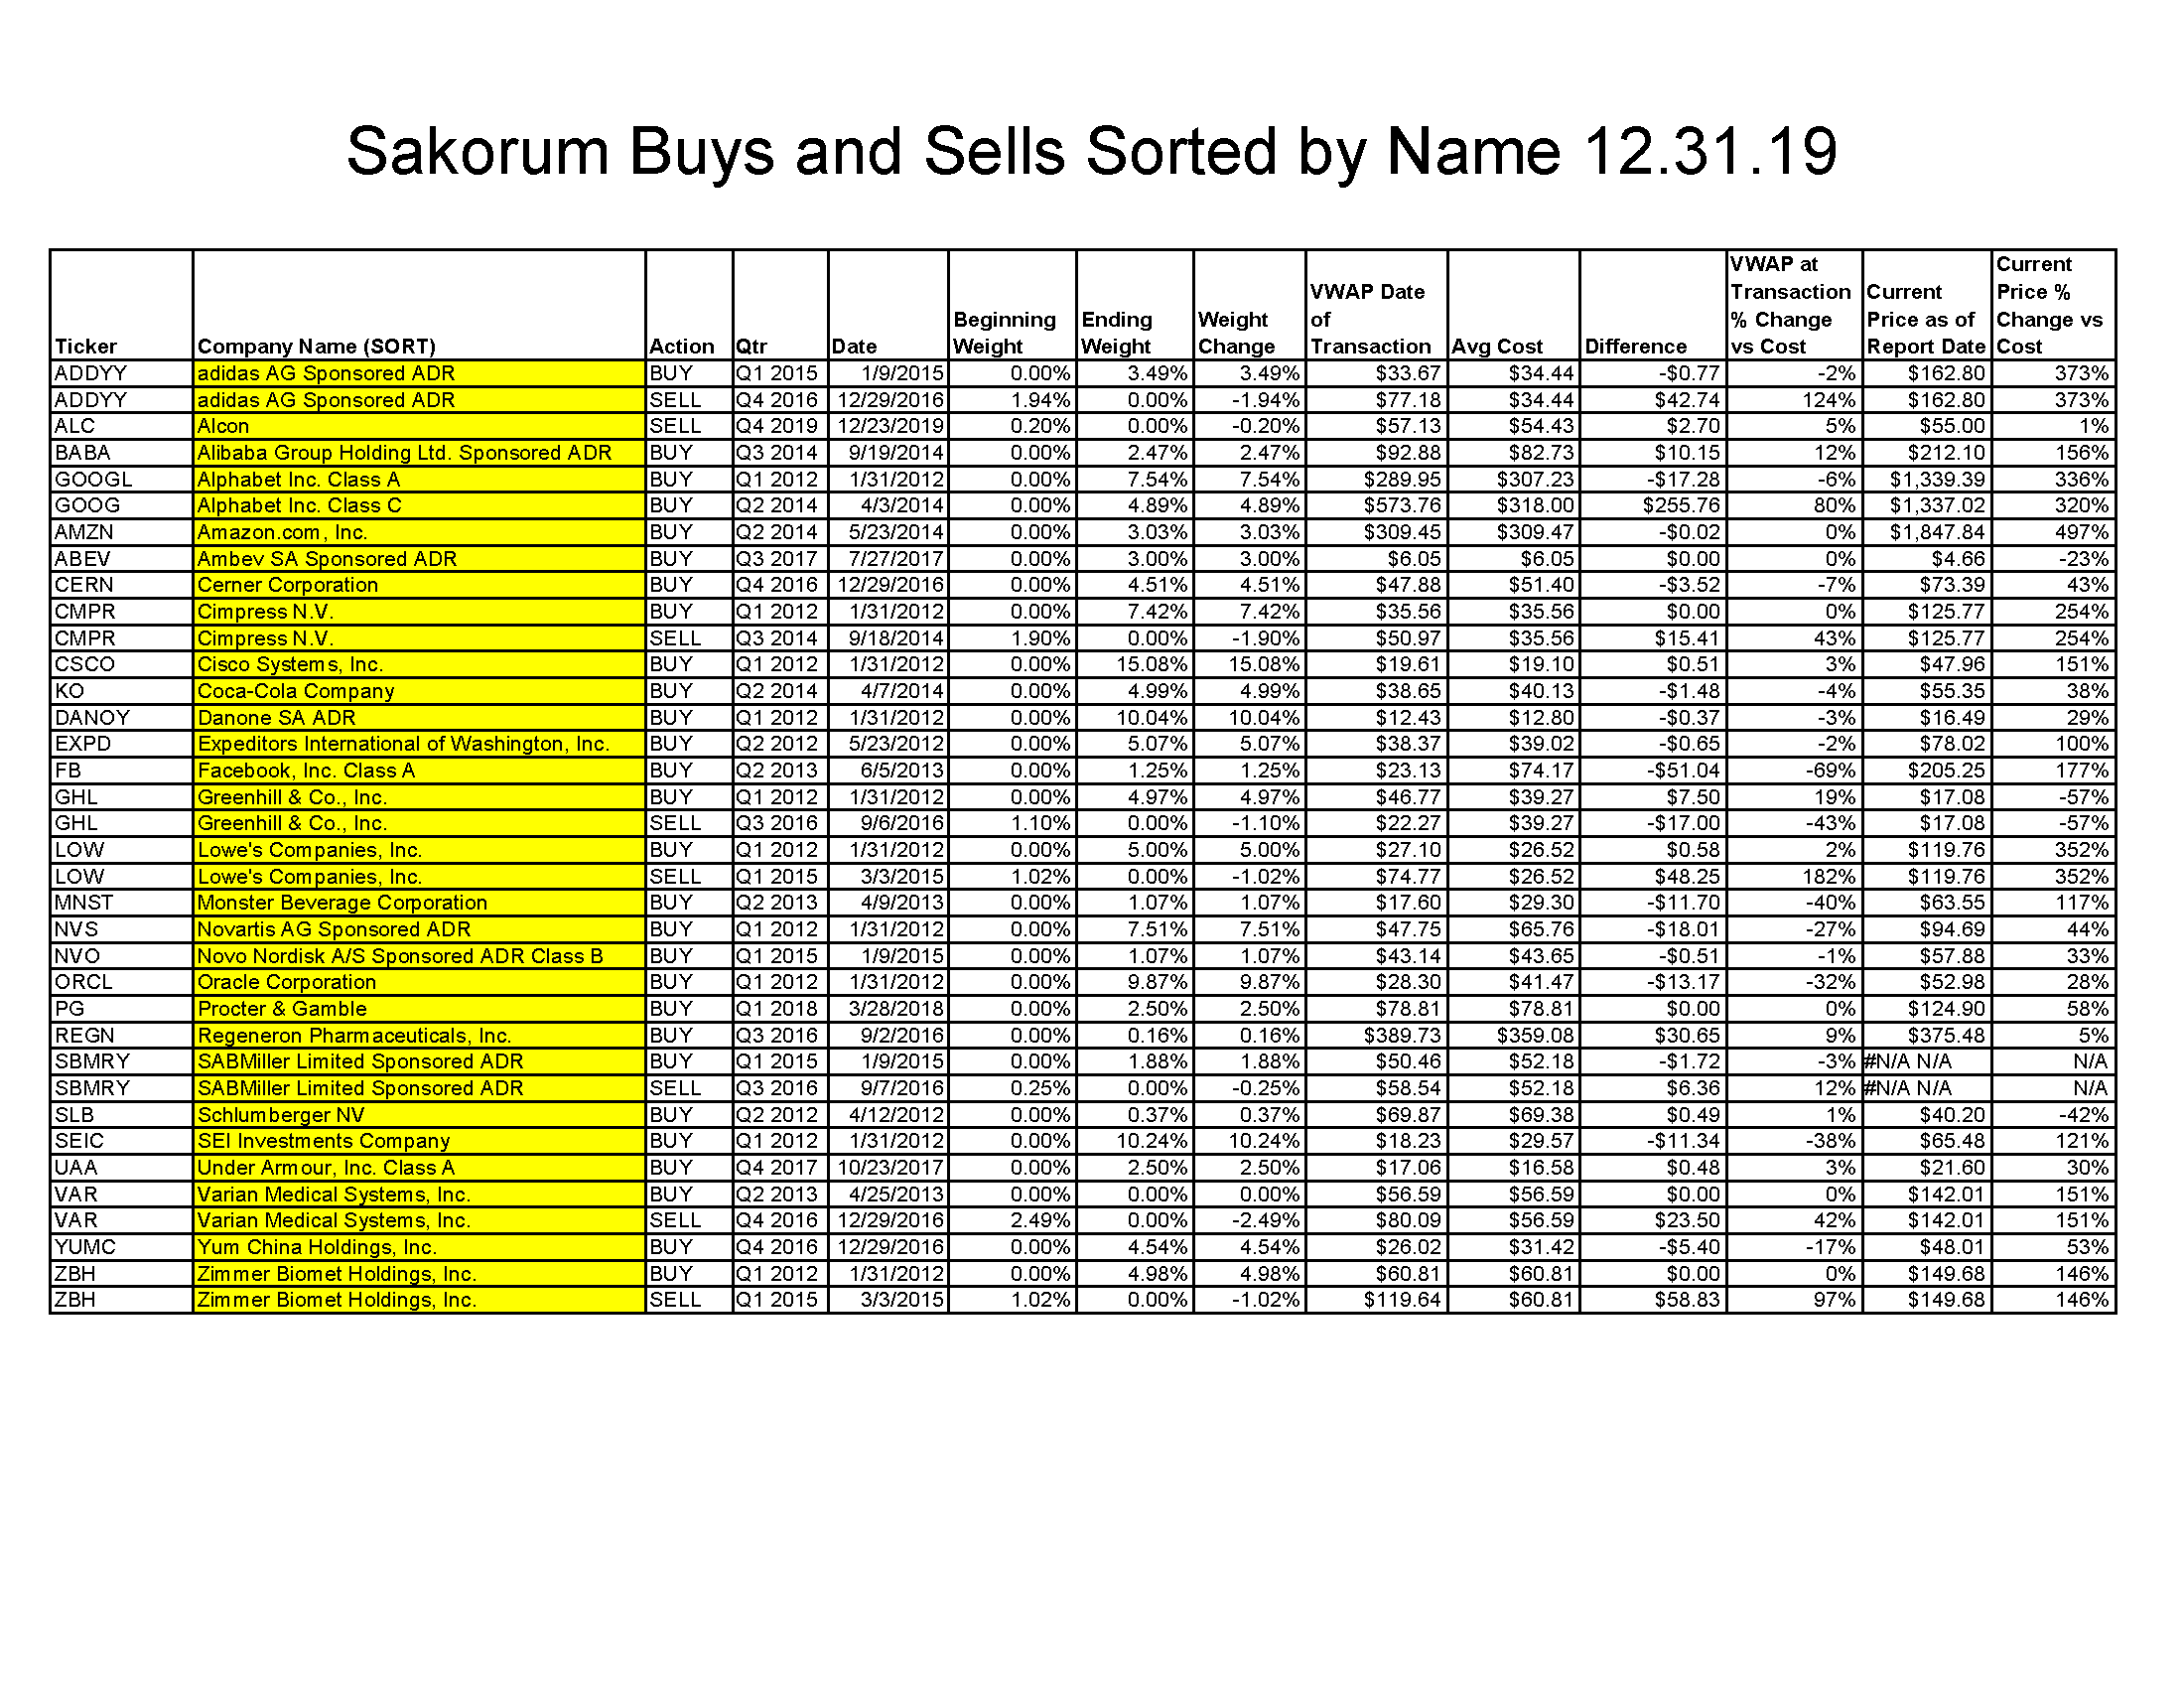 Sakorum Buys and Sells Sorted by Name 12.31.19
Ticker Company Name (SORT) Action Qtr Date Beginning Weight Ending Weight Weight Change VWAP Date of Transaction Avg Cost Difference VWAP at Transaction % Change vs Cost Current Price as of Report Date Current Price % Change vs Cost
ADDYY adidas AG Sponsored ADR BUY Q1 2015 1/9/2015 0.00% 3.49% 3.49% $33.67 $34.44 -$0.77 -2% $162.80 373%
ADDYY adidas AG Sponsored ADR SELL Q4 2016 12/29/2016 1.94% 0.00% -1.94% $77.18 $34.44 $42.74 124% $162.80 373%
ALC Alcon SELL Q4 2019 12/23/2019 0.20% 0.00% -0.20% $57.13 $54.43 $2.70 5% $55.00 1%
BABA Alibaba Group Holding Ltd. Sponsored ADR BUY Q3 2014 9/19/2014 0.00% 2.47% 2.47% $92.88 $82.73 $10.15 12% $212.10 156%
GOOGL Alphabet Inc. Class A BUY Q1 2012 1/31/2012 0.00% 7.54% 7.54% $289.95 $307.23 -$17.28 -6% $1,339.39 336%
GOOG Alphabet Inc. Class C BUY Q2 2014 4/3/2014 0.00% 4.89% 4.89% $573.76 $318.00 $255.76 80% $1,337.02 320%
AMZN Amazon.com, Inc. BUY Q2 2014 5/23/2014 0.00% 3.03% 3.03% $309.45 $309.47 -$0.02 0% $1,847.84 497%
ABEV Ambev SA Sponsored ADR BUY Q3 2017 7/27/2017 0.00% 3.00% 3.00% $6.05 $6.05 $0.00 0% $4.66 -23%
CERN Cerner Corporation BUY Q4 2016 12/29/2016 0.00% 4.51% 4.51% $47.88 $51.40 -$3.52 -7% $73.39 43%
CMPR Cimpress N.V. BUY Q1 2012 1/31/2012 0.00% 7.42% 7.42% $35.56 $35.56 $0.00 0% $125.77 254%
CMPR Cimpress N.V. SELL Q3 2014 9/18/2014 1.90% 0.00% -1.90% $50.97 $35.56 $15.41 43% $125.77 254%
CSCO Cisco Systems, Inc. BUY Q1 2012 1/31/2012 0.00% 15.08% 15.08% $19.61 $19.10 $0.51 3% $47.96 151%
KO Coca-Cola Company BUY Q2 2014 4/7/2014 0.00% 4.99% 4.99% $38.65 $40.13 -$1.48 -4% $55.35 38%
DANOY Danone SA ADR BUY Q1 2012 1/31/2012 0.00% 10.04% 10.04% $12.43 $12.80 -$0.37 -3% $16.49 29%
EXPD Expeditors International of Washington, Inc. BUY Q2 2012 5/23/2012 0.00% 5.07% 5.07% $38.37 $39.02 -$0.65 -2% $78.02 100%
FB Facebook, Inc. Class A BUY Q2 2013 6/5/2013 0.00% 1.25% 1.25% $23.13 $74.17 -$51.04 -69% $205.25 177%
GHL Greenhill & Co., Inc. BUY Q1 2012 1/31/2012 0.00% 4.97% 4.97% $46.77 $39.27 $7.50 19% $17.08 -57%
GHL Greenhill & Co., Inc. SELL Q3 2016 9/6/2016 1.10% 0.00% -1.10% $22.27 $39.27 -$17.00 -43% $17.08 -57%
LOW Lowe's Companies, Inc. BUY Q1 2012 1/31/2012 0.00% 5.00% 5.00% $27.10 $26.52 $0.58 2% $119.76 352%
LOW Lowe's Companies, Inc. SELL Q1 2015 3/3/2015 1.02% 0.00% -1.02% $74.77 $26.52 $48.25 182% $119.76 352%
MNST Monster Beverage Corporation BUY Q2 2013 4/9/2013 0.00% 1.07% 1.07% $17.60 $29.30 -$11.70 -40% $63.55 117%
NVS Novartis AG Sponsored ADR BUY Q1 2012 1/31/2012 0.00% 7.51% 7.51% $47.75 $65.76 -$18.01 -27% $94.69 44%
NVO Novo Nordisk A/S Sponsored ADR Class B BUY Q1 2015 1/9/2015 0.00% 1.07% 1.07% $43.14 $43.65 -$0.51 -1% $57.88 33%
ORCL Oracle Corporation BUY Q1 2012 1/31/2012 0.00% 9.87% 9.87% $28.30 $41.47 -$13.17 -32% $52.98 28%
PG Procter & Gamble BUY Q1 2018 3/28/2018 0.00% 2.50% 2.50% $78.81 $78.81 $0.00 0% $124.90 58%
REGN Regeneron Pharmaceuticals, Inc. BUY Q3 2016 9/2/2016 0.00% 0.16% 0.16% $389.73 $359.08 $30.65 9% $375.48 5%
SBMRY SABMiller Limited Sponsored ADR BUY Q1 2015 1/9/2015 0.00% 1.88% 1.88% $50.46 $52.18 -$1.72 -3% #N/A N/A N/A
SBMRY SABMiller Limited Sponsored ADR SELL Q3 2016 9/7/2016 0.25% 0.00% -0.25% $58.54 $52.18 $6.36 12% #N/A N/A N/A
SLB Schlumberger NV BUY Q2 2012 4/12/2012 0.00% 0.37% 0.37% $69.87 $69.38 $0.49 1% $40.20 -42%
SEIC SEI Investments Company BUY Q1 2012 1/31/2012 0.00% 10.24% 10.24% $18.23 $29.57 -$11.34 -38% $65.48 121%
UAA Under Armour, Inc. Class A BUY Q4 2017 10/23/2017 0.00% 2.50% 2.50% $17.06 $16.58 $0.48 3% $21.60 30%
VAR Varian Medical Systems, Inc. BUY Q2 2013 4/25/2013 0.00% 0.00% 0.00% $56.59 $56.59 $0.00 0% $142.01 151%
VAR Varian Medical Systems, Inc. SELL Q4 2016 12/29/2016 2.49% 0.00% -2.49% $80.09 $56.59 $23.50 42% $142.01 151%
YUMC Yum China Holdings, Inc. BUY Q4 2016 12/29/2016 0.00% 4.54% 4.54% $26.02 $31.42 -$5.40 -17% $48.01 53%
ZBH Zimmer Biomet Holdings, Inc. BUY Q1 2012 1/31/2012 0.00% 4.98% 4.98% $60.81 $60.81 $0.00 0% $149.68 146%
ZBH Zimmer Biomet Holdings, Inc. SELL Q1 2015 3/3/2015 1.02% 0.00% -1.02% $119.64 $60.81 $58.83 97% $149.68 146%